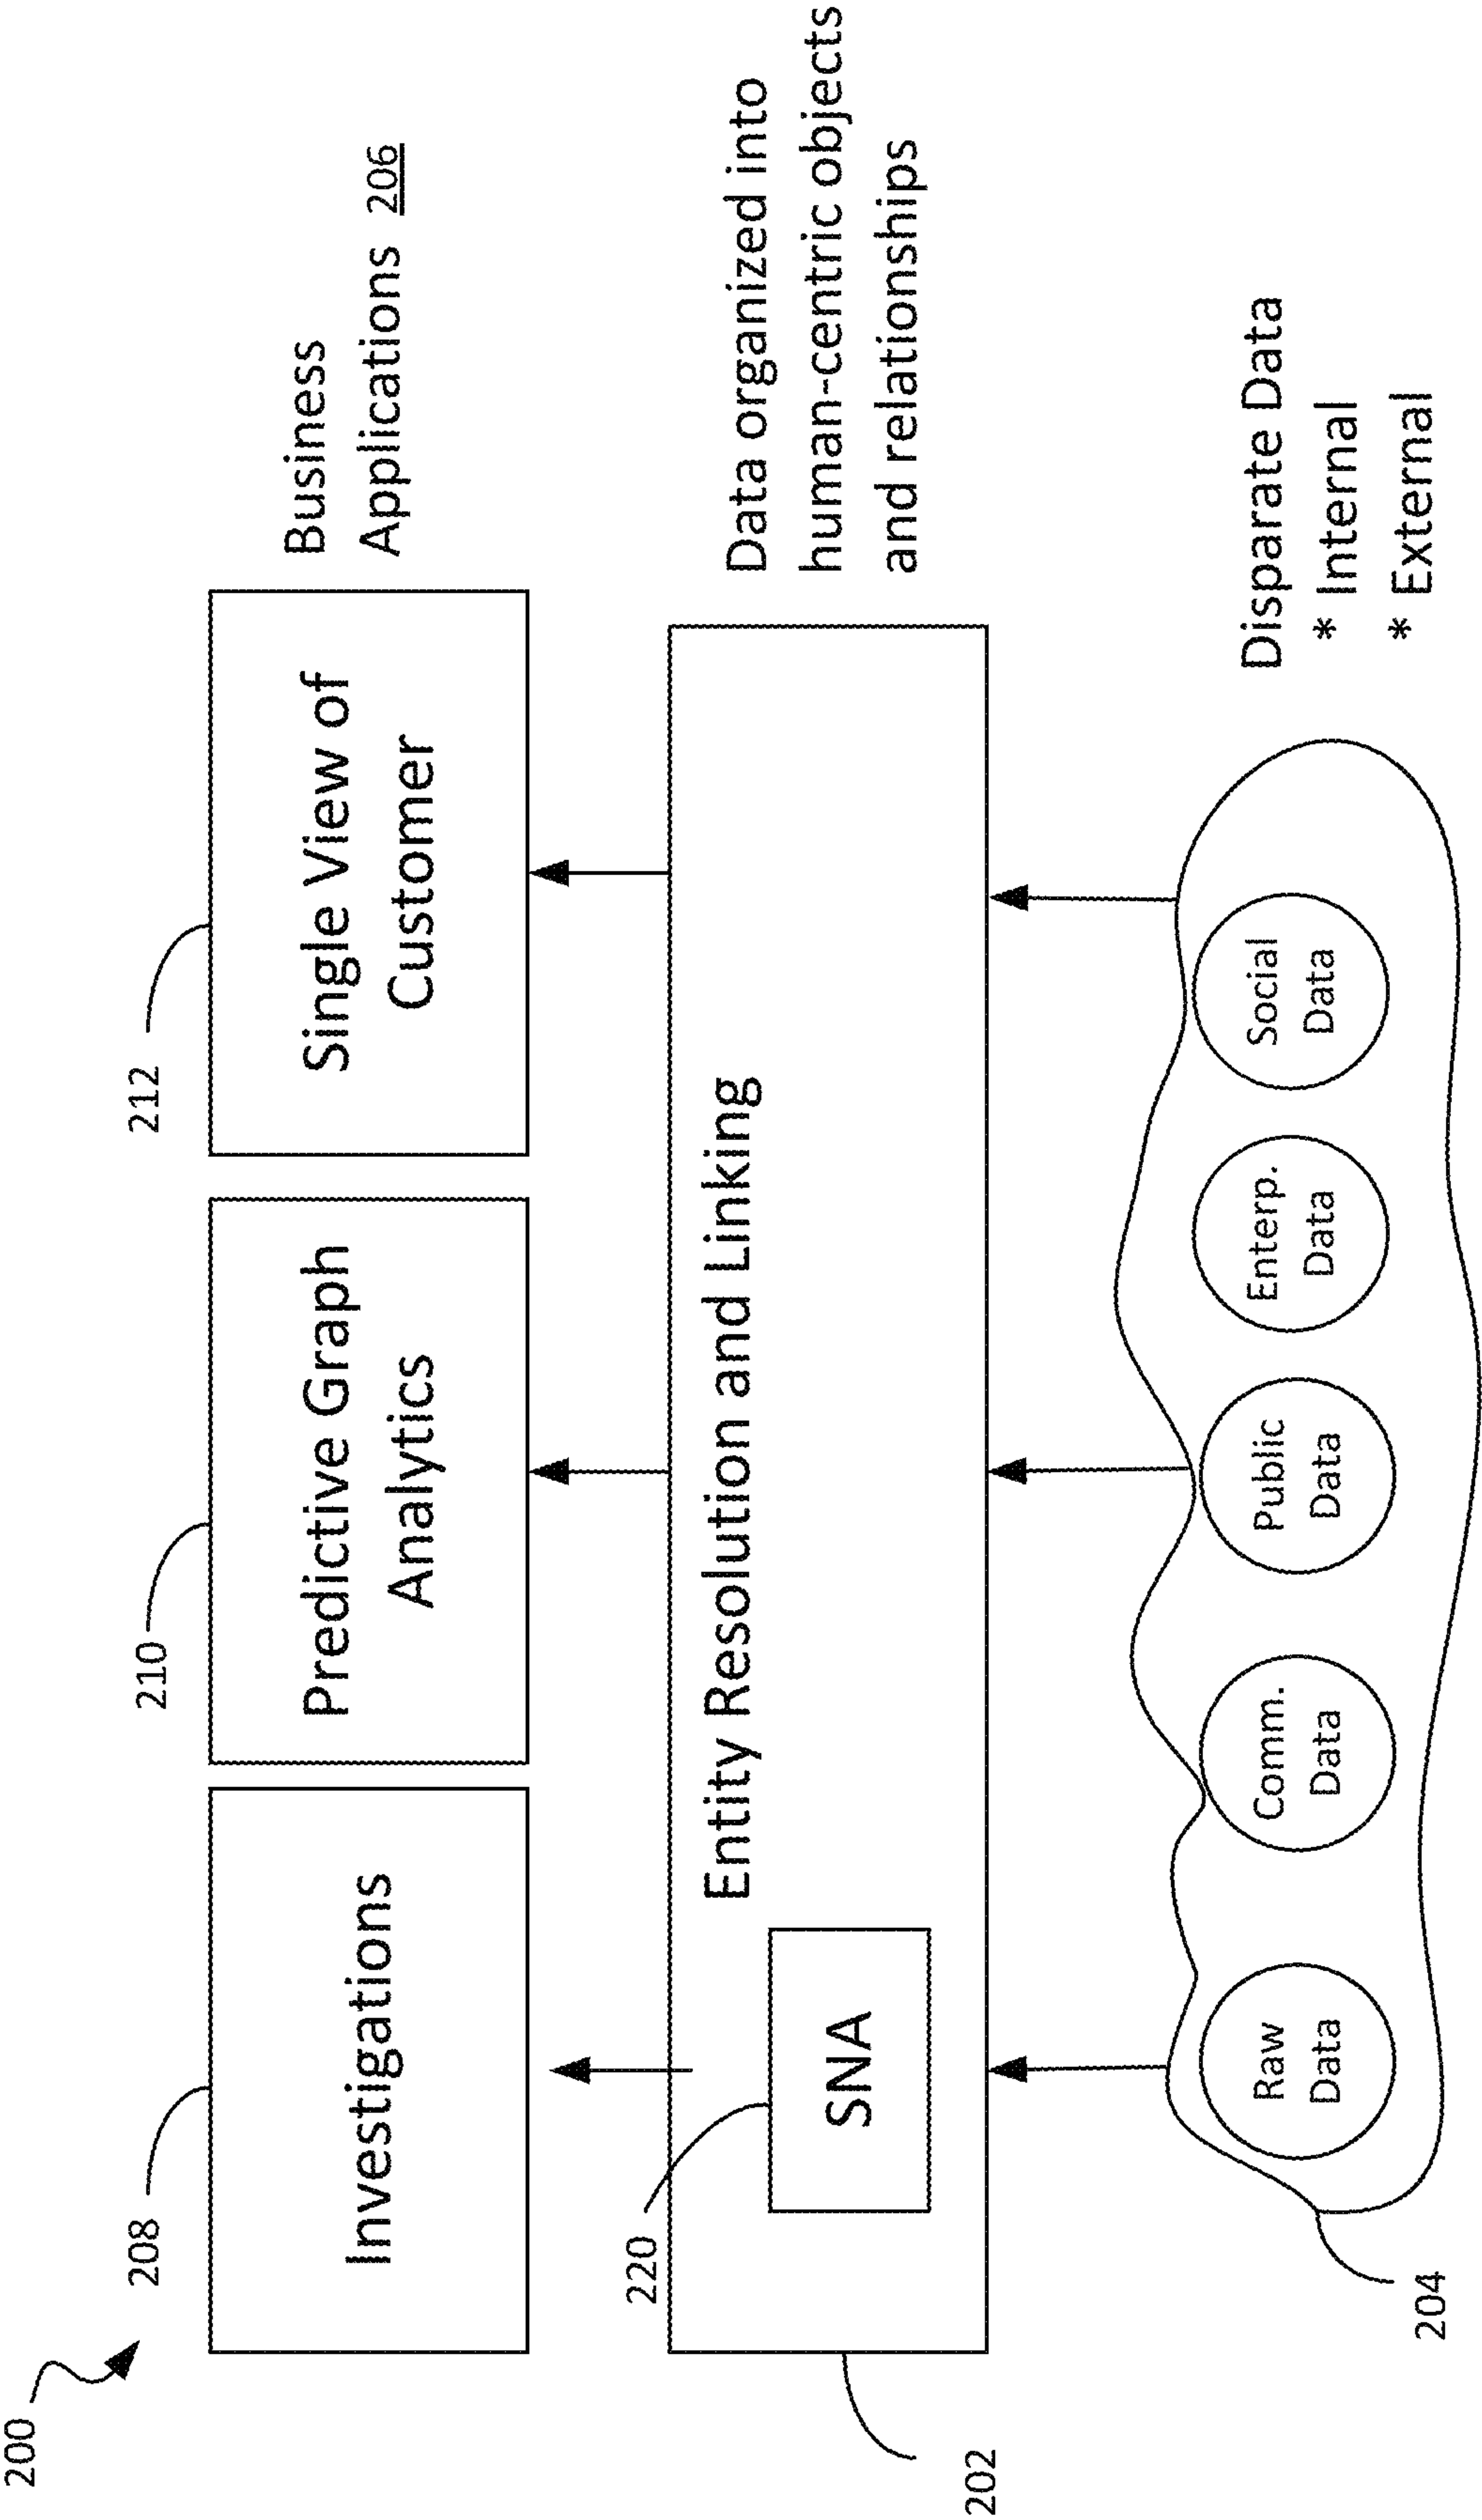 200
208
210
212
Investigations
Predictive Graph
Analytics
Single View of
Customer
Business
Applications 206
220
SNA
Entity Resolution and Linking
Data organized into
human-centric objects
and relationships
202
Raw
Data
Comm.
Data
Public
Data
Enterp.
Data
Social
Data
Disparate Data
* Internal
* External
204